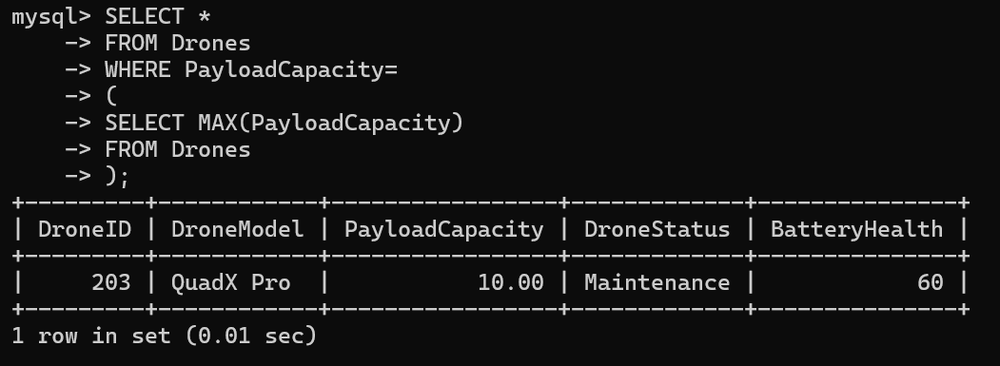 mysql> SELECT *
    -> FROM Drones
    -> WHERE PayloadCapacity=
    -> (
    -> SELECT MAX(PayloadCapacity)
    -> FROM Drones
    -> );
+---------+------------+-----------------+-------------+---------------+
| DroneID | DroneModel | PayloadCapacity | DroneStatus | BatteryHealth |
+---------+------------+-----------------+-------------+---------------+
|     203 | QuadX Pro  |           10.00 | Maintenance |            60 |
+---------+------------+-----------------+-------------+---------------+
1 row in set (0.01 sec)